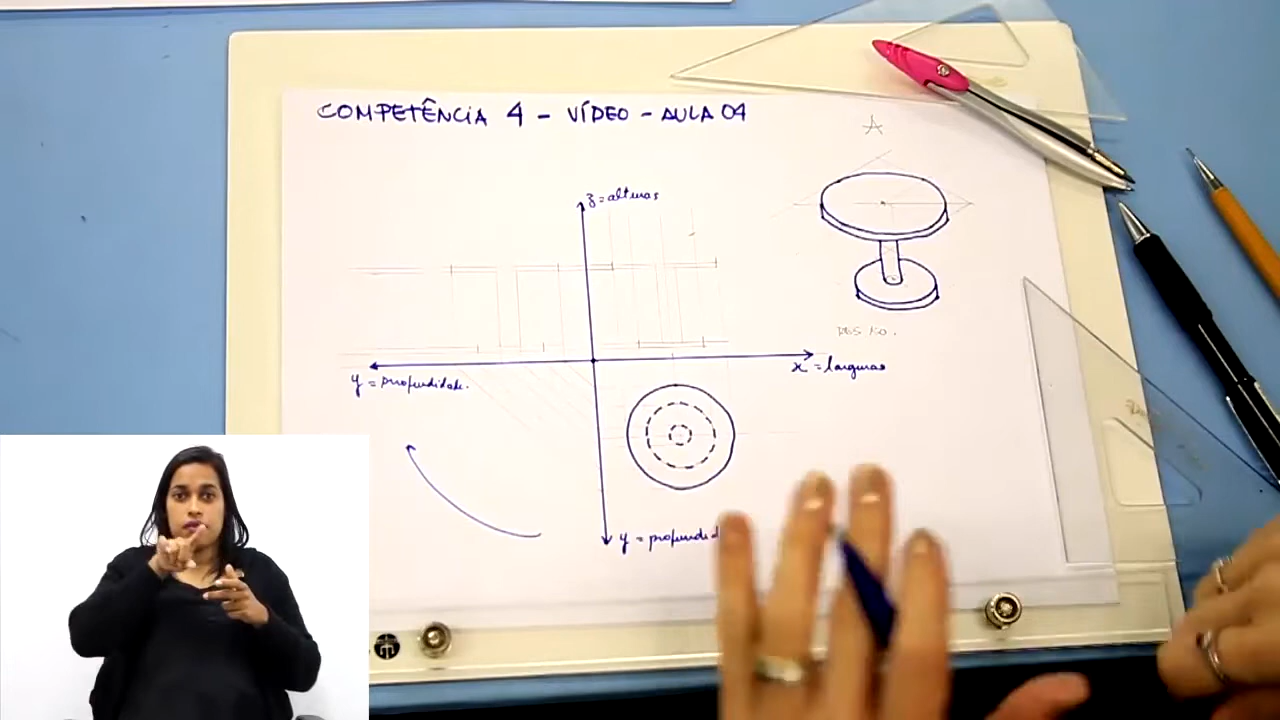 COMPETÊNCIA 4 - VÍDEO - AULA 04
A
z = alturas
x = larguras
y = profundidade.
y = profundid